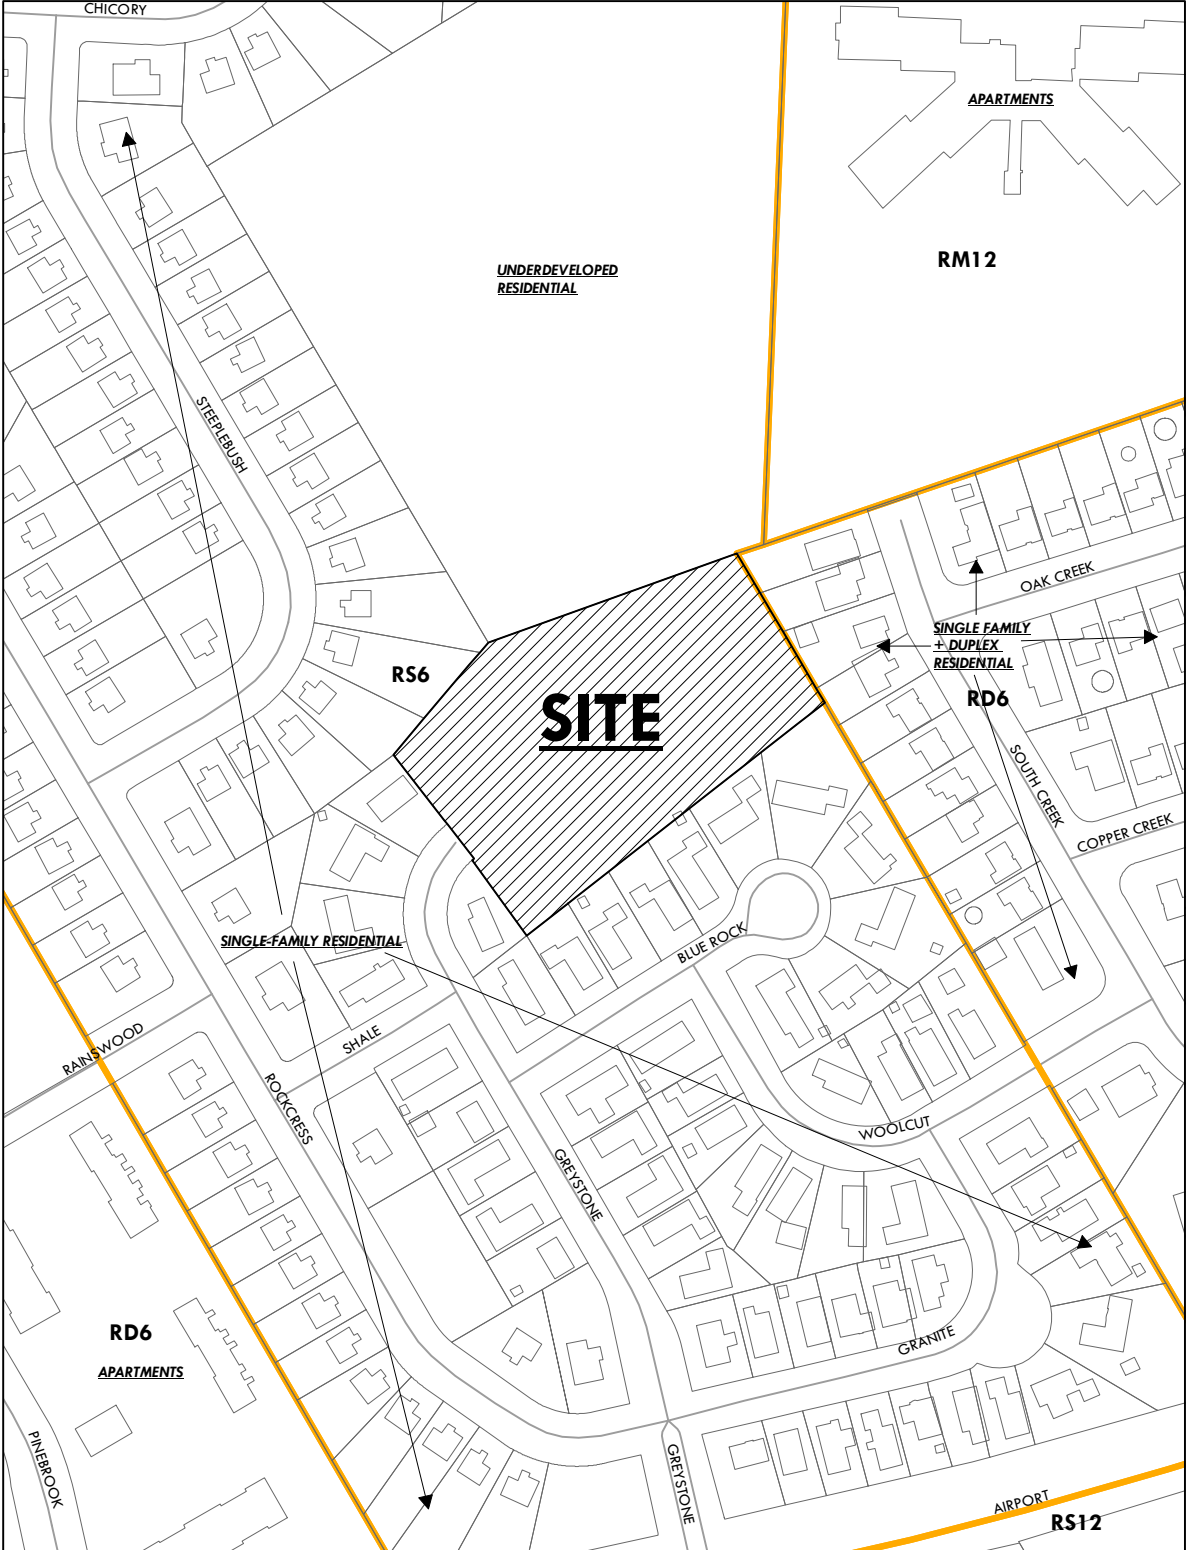 CHICORY
APARTMENTS
RM12
UNDERDEVELOPED
RESIDENTIAL
STEEPLEBUSH
OAK CREEK
SINGLE FAMILY
+ DUPLEX
RESIDENTIAL
RS6
RD6
SITE
SOUTH CREEK
COPPER CREEK
BLUE ROCK
SINGLE-FAMILY RESIDENTIAL
RAINSWOOD
SHALE
ROCKCRESS
WOOLCUT
GREYSTONE
RD6
APARTMENTS
GRANITE
PINEBROOK
GREYSTONE
AIRPORT
RS12